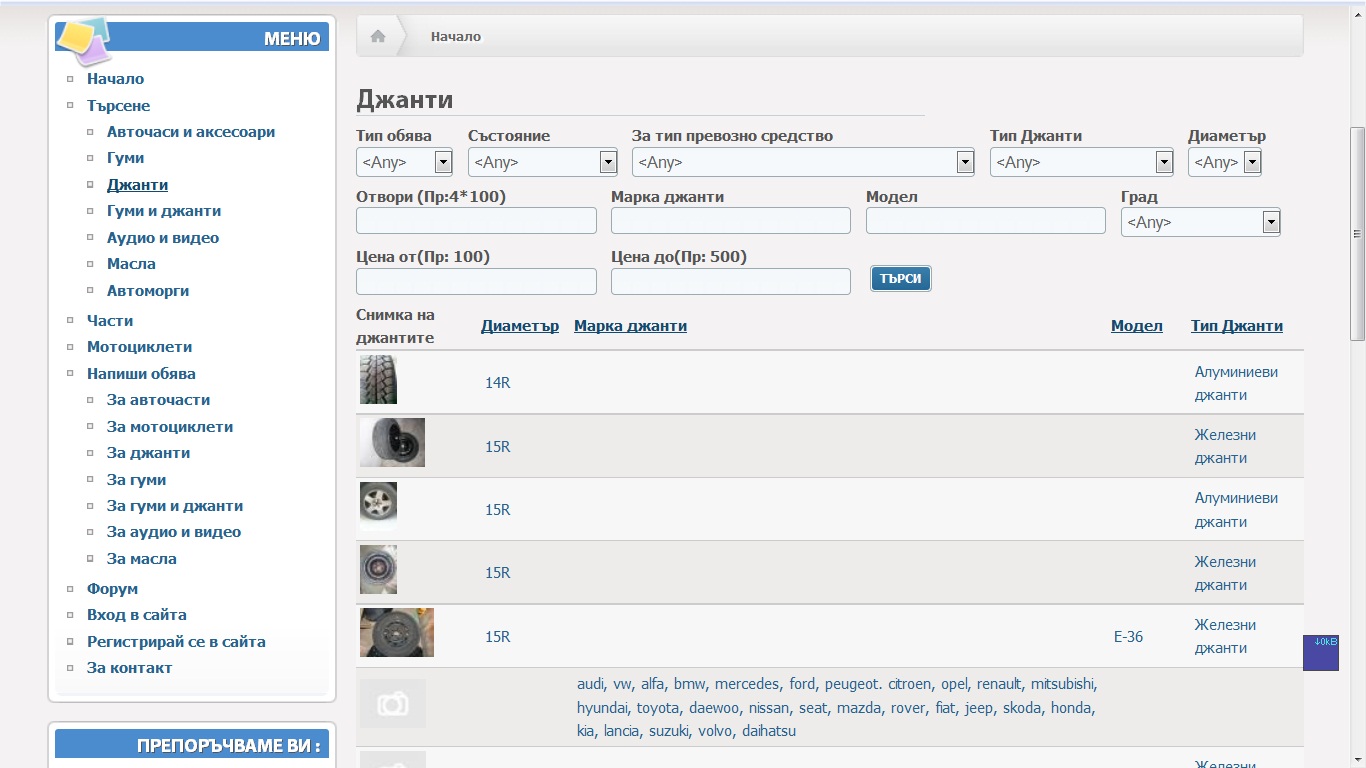 МЕНЮ
Начало
Търсене
Авточаси и аксесоари
Гуми
Джанти
Гуми и джанти
Аудио и видео
Масла
Автоморги
Части
Мотоциклети
Напиши обява
За авточасти
За мотоциклети
За джанти
За гуми
За гуми и джанти
За аудио и видео
За масла
Форум
Вход в сайта
Регистрирай се в сайта
За контакт
ПРЕПОРЪЧВАМЕ ВИ :
Начало
Джанти
Тип обява Състояние За тип превозно средство Тип Джанти Диаметър
<Any> <Any> <Any> <Any> <Any>
Отвори (Пр:4*100) Марка джанти Модел Град
<Any>
Цена от(Пр: 100) Цена до(Пр: 500)
ТЪРСИ
Снимка на
джантите Диаметър Марка джанти Модел Тип Джанти
14R Алуминиеви
джанти
15R Железни
джанти
15R Алуминиеви
джанти
15R Железни
джанти
15R E-36 Железни
джанти
audi, vw, alfa, bmw, mercedes, ford, peugeot. citroen, opel, renault, mitsubishi,
hyundai, toyota, daewoo, nissan, seat, mazda, rover, fiat, jeep, skoda, honda,
kia, lancia, suzuki, volvo, daihatsu
Железни
↓0kB